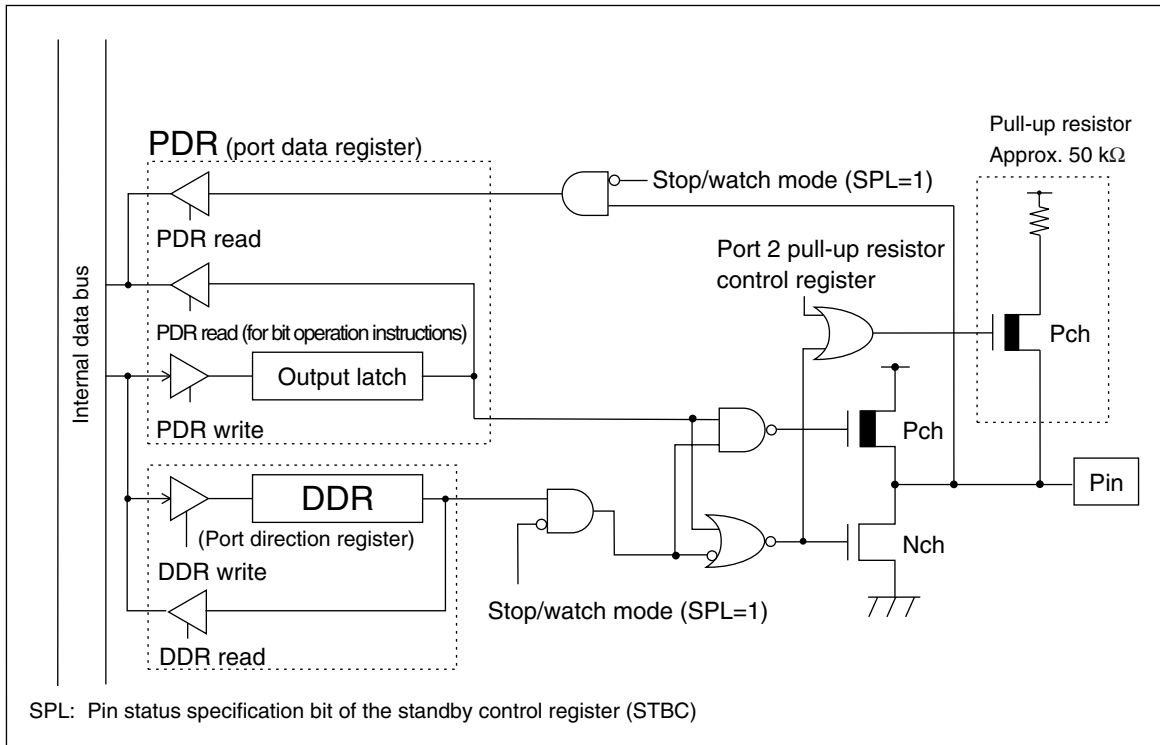 Pull-up resistor
Approx. 50 kΩ
PDR (port data register)
Stop/watch mode (SPL=1)
PDR read
Port 2 pull-up resistor
control register
PDR read (for bit operation instructions)
Pch
Output latch
PDR write
Pch
Internal data bus
DDR
Pin
(Port direction register)
Nch
DDR write
Stop/watch mode (SPL=1)
DDR read
SPL: Pin status specification bit of the standby control register (STBC)